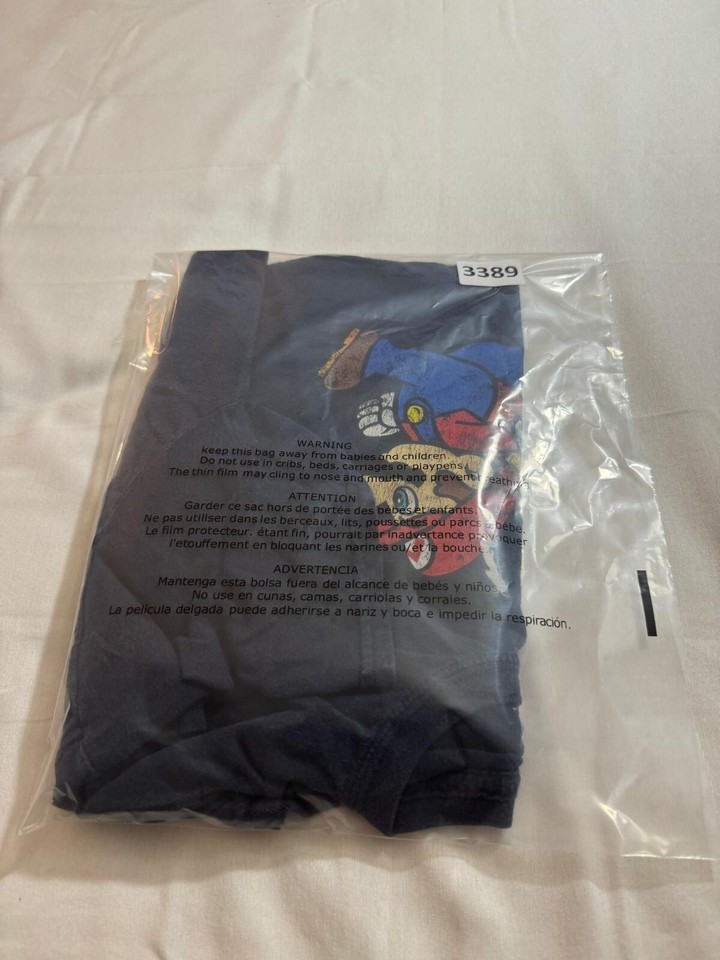 3389
WARNING
keep this bag away from babies and children.
Do not use in cribs, beds, carriages or playpens.
The thin film may cling to nose and mouth and prevent breathing.
ATTENTION
Garder ce sac hors de portée des bébés et enfants.
Ne pas utiliser dans les berceaux, lits, poussettes ou parcs bébé.
Le film protecteur. étant fin, pourrait par inadvertance provoquer
l'etouffement en bloquant les narines ou et la bouche.
ADVERTENCIA
Mantenga esta bolsa fuera del alcance de bebés y niños.
No use en cunas, camas, carriolas y corrales.
La película delgada puede adherirse a nariz y boca e impedir la respiración.